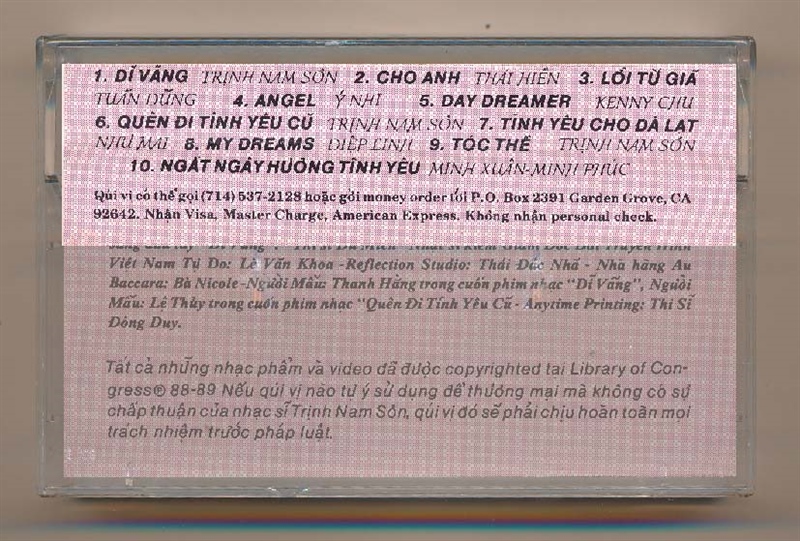 1. DĨ VÃNG TRỊNH NAM SƠN 2. CHO ANH THÁI HIỀN 3. LỜI TỪ GIÃ
TUẤN DŨNG 4. ANGEL Ý NHI 5. DAY DREAMER KENNY CHU
6. QUÊN ĐI TÌNH YÊU CŨ TRỊNH NAM SƠN 7. TÌNH YÊU CHO ĐÀ LẠT
NHƯ MAI 8. MY DREAMS DIỆP LINH 9. TÓC THỀ TRỊNH NAM SƠN
10. NGẤT NGÂY HƯƠNG TÌNH YÊU MINH XUÂN-MINH PHÚC
Qúi vị có thể gọi (714) 537-2128 hoặc gởi money order tới P.O. Box 2391 Garden Grove, CA
92642. Nhận Visa, Master Charge, American Express. Không nhận personal check.
Việt Nam Tự Do: Lê Văn Khoa -Reflection Studio: Thái Đắc Nhã - Nhà hàng Au
Baccara: Bà Nicole -Người Mẫu: Thanh Hằng trong cuốn phim nhạc "Dĩ Vãng", Người
Mẫu: Lệ Thủy trong cuốn phim nhạc "Quên Đi Tình Yêu Cũ - Anytime Printing: Thi Sĩ
Đông Duy.
Tất cả những nhạc phẩm và video đã được copyrighted tại Library of Con-
gress® 88-89 Nếu qúi vị nào tự ý sử dụng để thương mại mà không có sự
chấp thuận của nhạc sĩ Trịnh Nam Sơn, qúi vị đó sẽ phải chịu hoàn toàn mọi
trách nhiệm trước pháp luật.